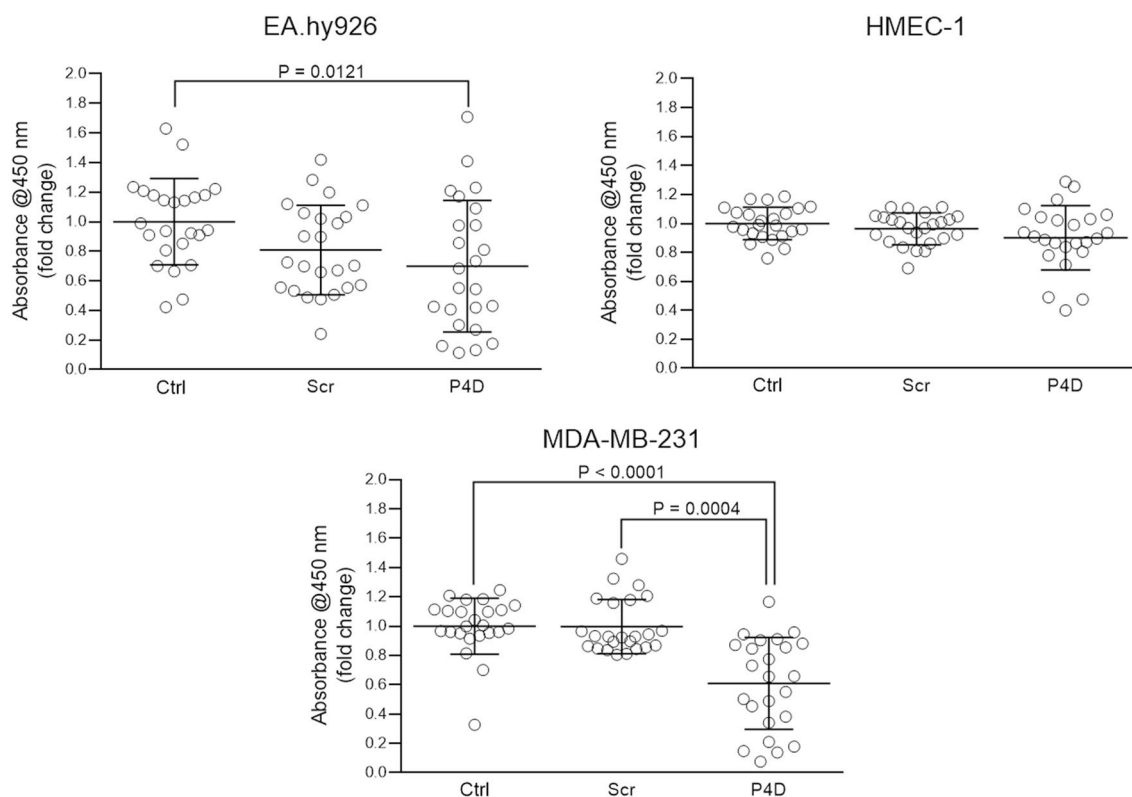 EA.hy926
P = 0.0121
Absorbance @450 nm
(fold change)
2.0
1.8
1.6
1.4
1.2
1.0
0.8
0.6
0.4
0.2
0.0
Ctrl
Scr
P4D
HMEC-1
Absorbance @450 nm
(fold change)
2.0
1.8
1.6
1.4
1.2
1.0
0.8
0.6
0.4
0.2
0.0
Ctrl
Scr
P4D
MDA-MB-231
P < 0.0001
P = 0.0004
Absorbance @450 nm
(fold change)
2.0
1.8
1.6
1.4
1.2
1.0
0.8
0.6
0.4
0.2
0.0
Ctrl
Scr
P4D